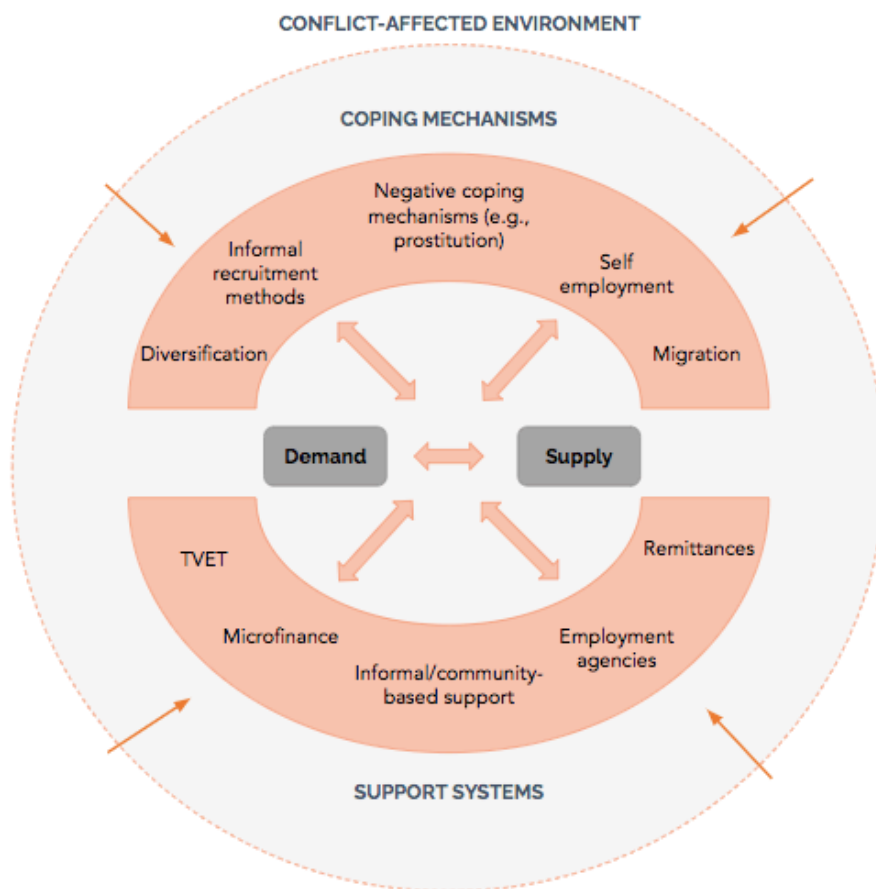 CONFLICT-AFFECTED ENVIRONMENT
COPING MECHANISMS
Negative coping
mechanisms (e.g.,
prostitution)
Informal
recruitment
methods
Self
employment
Diversification
Migration
Demand
Supply
TVET
Remittances
Microfinance
Employment
agencies
Informal/community-
based support
SUPPORT SYSTEMS